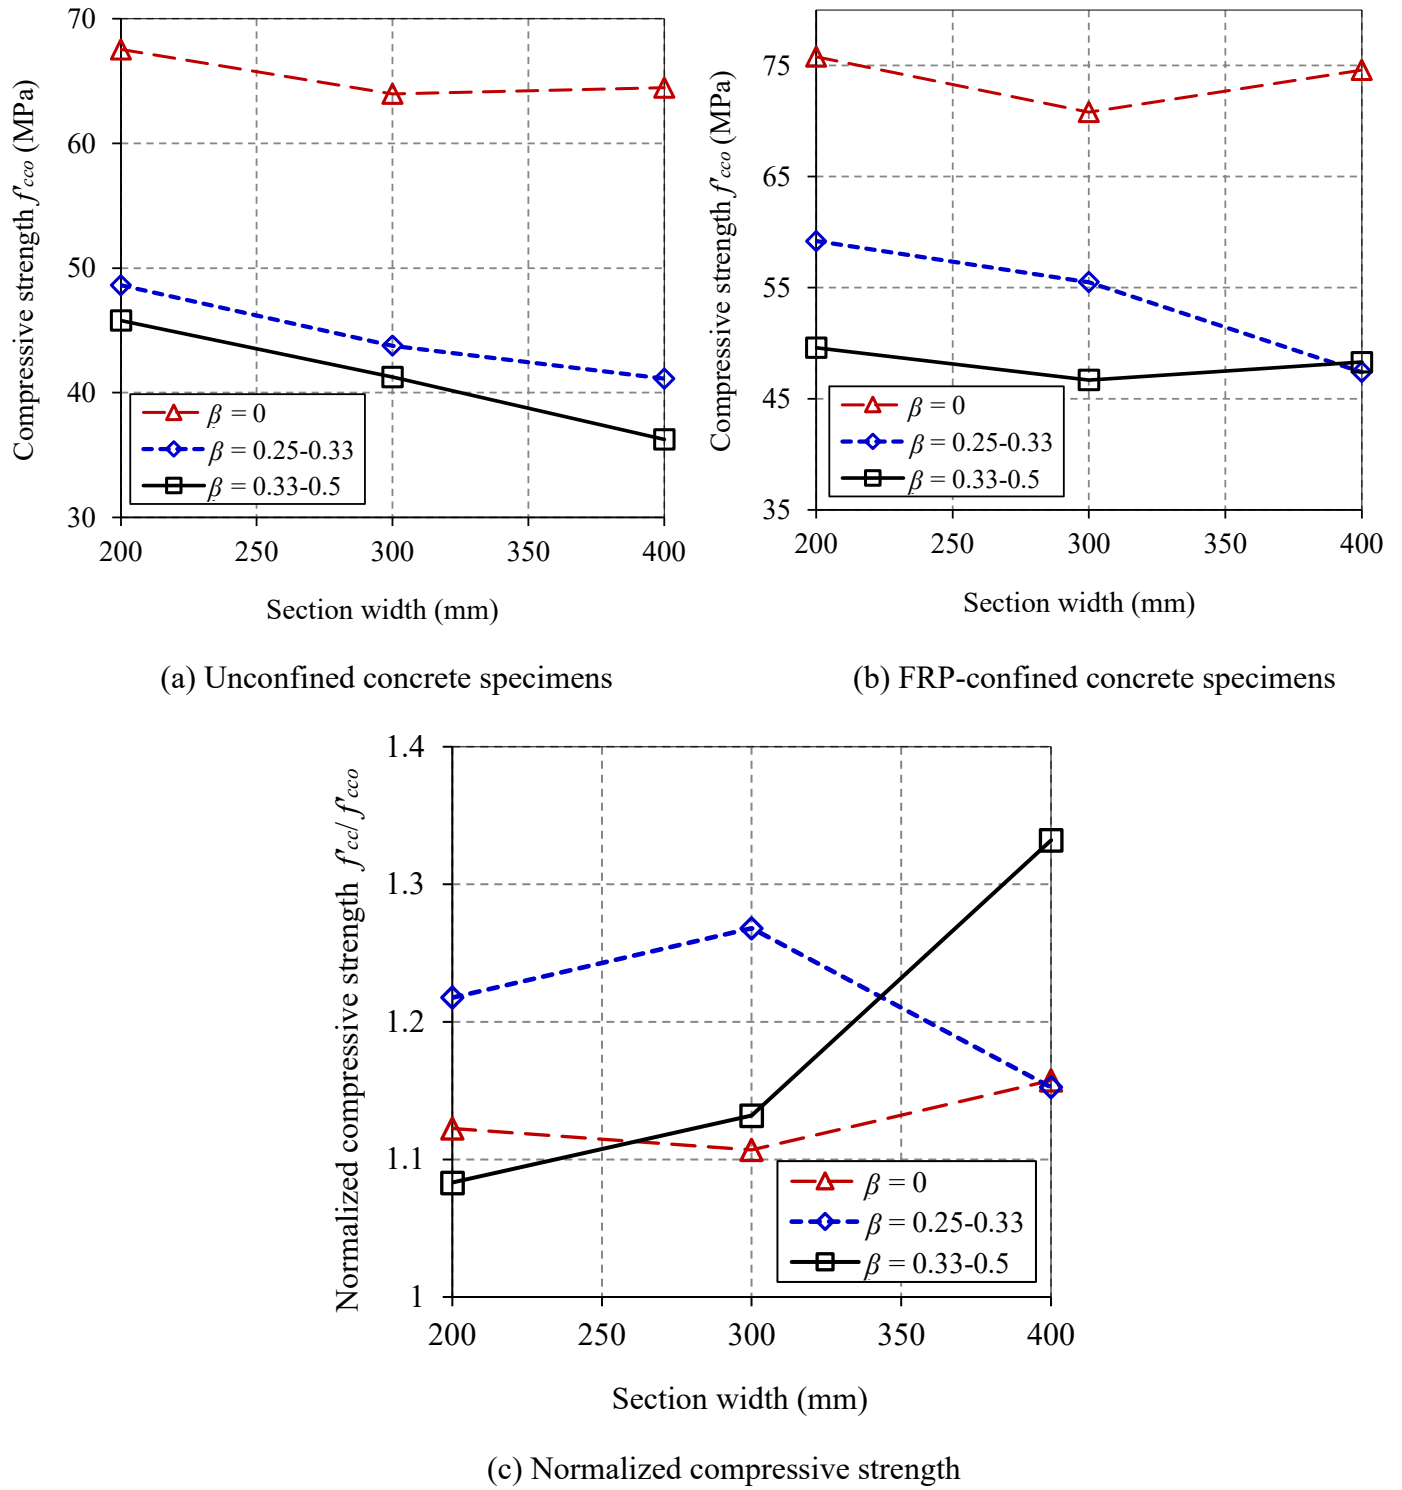 70
60
50
40
30
Compressive strength f'cco (MPa)
β = 0
β = 0.25-0.33
β = 0.33-0.5
200 250 300 350 400
Section width (mm)
(a) Unconfined concrete specimens
75
65
55
45
35
Compressive strength f'cco (MPa)
β = 0
β = 0.25-0.33
β = 0.33-0.5
200 250 300 350 400
Section width (mm)
(b) FRP-confined concrete specimens
1.4
1.3
1.2
1.1
1
Normalized compressive strength f'cc/ f'cco
β = 0
β = 0.25-0.33
β = 0.33-0.5
200 250 300 350 400
Section width (mm)
(c) Normalized compressive strength